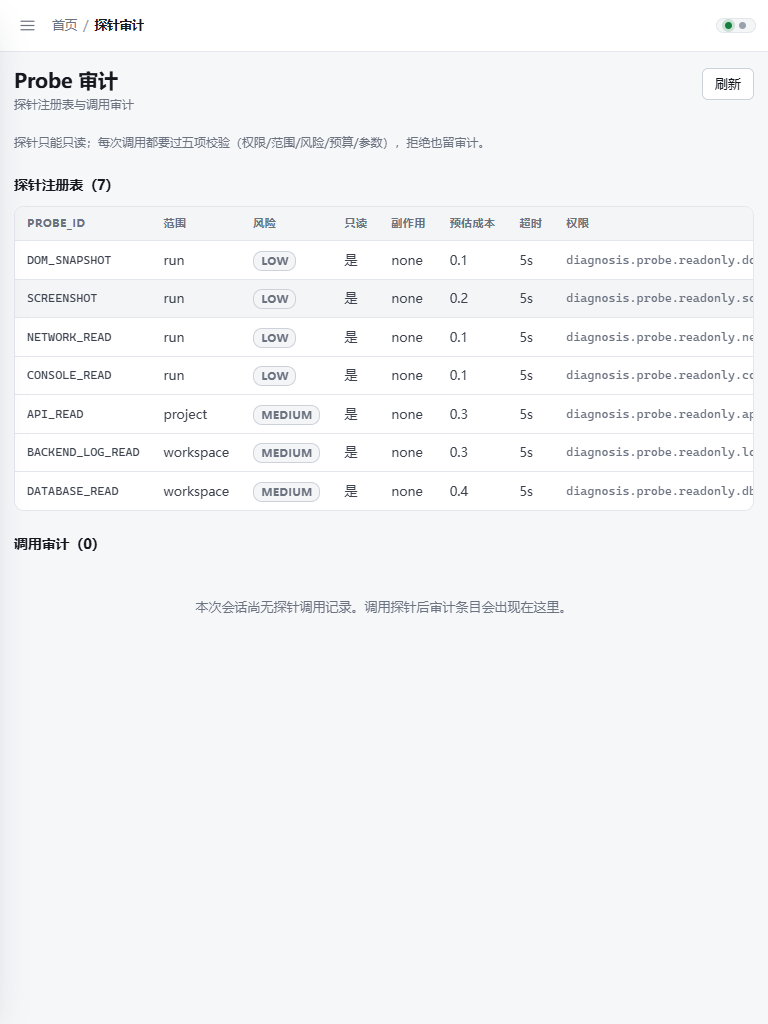 首页 / 探针审计
Probe 审计
刷新
探针注册表与调用审计
探针只能只读；每次调用都要过五项校验（权限/范围/风险/预算/参数），拒绝也留审计。
探针注册表（7）
PROBE_ID 范围 风险 只读 副作用 预估成本 超时 权限
DOM_SNAPSHOT run LOW 是 none 0.1 5s diagnosis.probe.readonly.do
SCREENSHOT run LOW 是 none 0.2 5s diagnosis.probe.readonly.sc
NETWORK_READ run LOW 是 none 0.1 5s diagnosis.probe.readonly.ne
CONSOLE_READ run LOW 是 none 0.1 5s diagnosis.probe.readonly.co
API_READ project MEDIUM 是 none 0.3 5s diagnosis.probe.readonly.ap
BACKEND_LOG_READ workspace MEDIUM 是 none 0.3 5s diagnosis.probe.readonly.lo
DATABASE_READ workspace MEDIUM 是 none 0.4 5s diagnosis.probe.readonly.db
调用审计（0）
本次会话尚无探针调用记录。调用探针后审计条目会出现在这里。